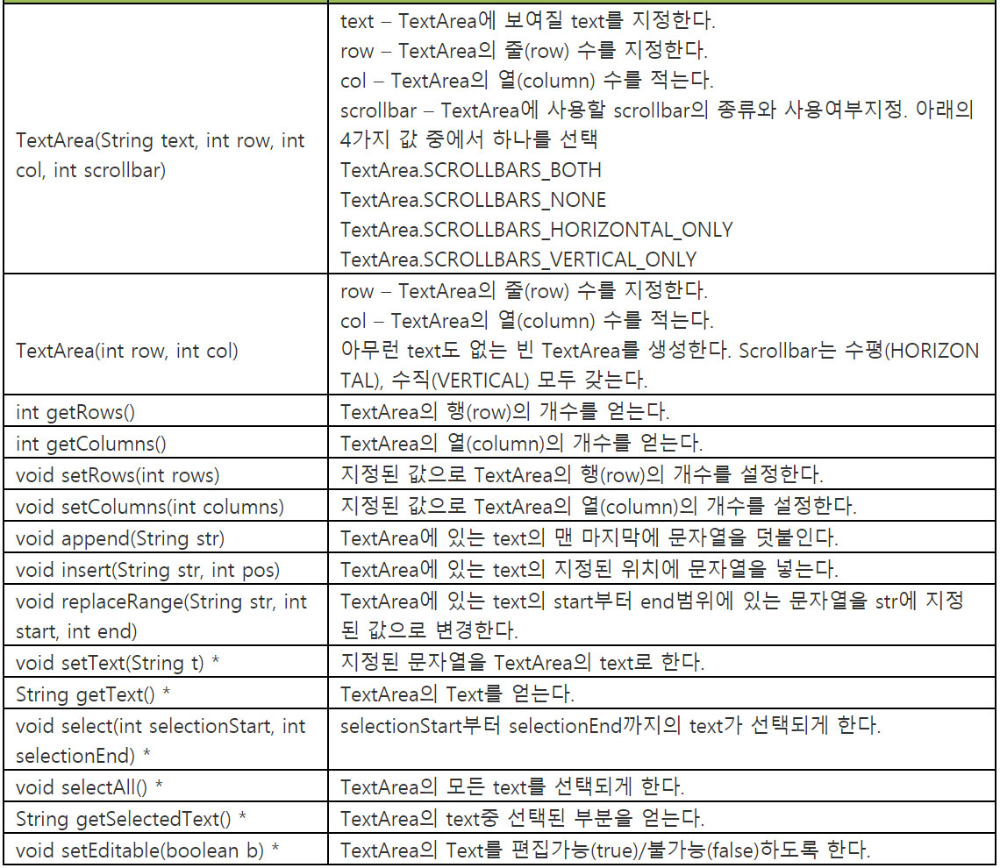 TextArea(String text, int row, int
col, int scrollbar)
text – TextArea에 보여질 text를 지정한다.
row – TextArea의 줄(row) 수를 지정한다.
col – TextArea의 열(column) 수를 적는다.
scrollbar – TextArea에 사용할 scrollbar의 종류와 사용여부지정. 아래의
4가지 값 중에서 하나를 선택
TextArea.SCROLLBARS_BOTH
TextArea.SCROLLBARS_NONE
TextArea.SCROLLBARS_HORIZONTAL_ONLY
TextArea.SCROLLBARS_VERTICAL_ONLY
TextArea(int row, int col)
row – TextArea의 줄(row) 수를 지정한다.
col – TextArea의 열(column) 수를 적는다.
아무런 text도 없는 빈 TextArea를 생성한다. Scrollbar는 수평(HORIZON
TAL), 수직(VERTICAL) 모두 갖는다.
int getRows()
TextArea의 행(row)의 개수를 얻는다.
int getColumns()
TextArea의 열(column)의 개수를 얻는다.
void setRows(int rows)
지정된 값으로 TextArea의 행(row)의 개수를 설정한다.
void setColumns(int columns)
지정된 값으로 TextArea의 열(column)의 개수를 설정한다.
void append(String str)
TextArea에 있는 text의 맨 마지막에 문자열을 덧붙인다.
void insert(String str, int pos)
TextArea에 있는 text의 지정된 위치에 문자열을 넣는다.
void replaceRange(String str, int
start, int end)
TextArea에 있는 text의 start부터 end범위에 있는 문자열을 str에 지정
된 값으로 변경한다.
void setText(String t) *
지정된 문자열을 TextArea의 text로 한다.
String getText() *
TextArea의 Text를 얻는다.
void select(int selectionStart, int
selectionEnd) *
selectionStart부터 selectionEnd까지의 text가 선택되게 한다.
void selectAll() *
TextArea의 모든 text를 선택되게 한다.
String getSelectedText() *
TextArea의 text중 선택된 부분을 얻는다.
void setEditable(boolean b) *
TextArea의 Text를 편집가능(true)/불가능(false)하도록 한다.